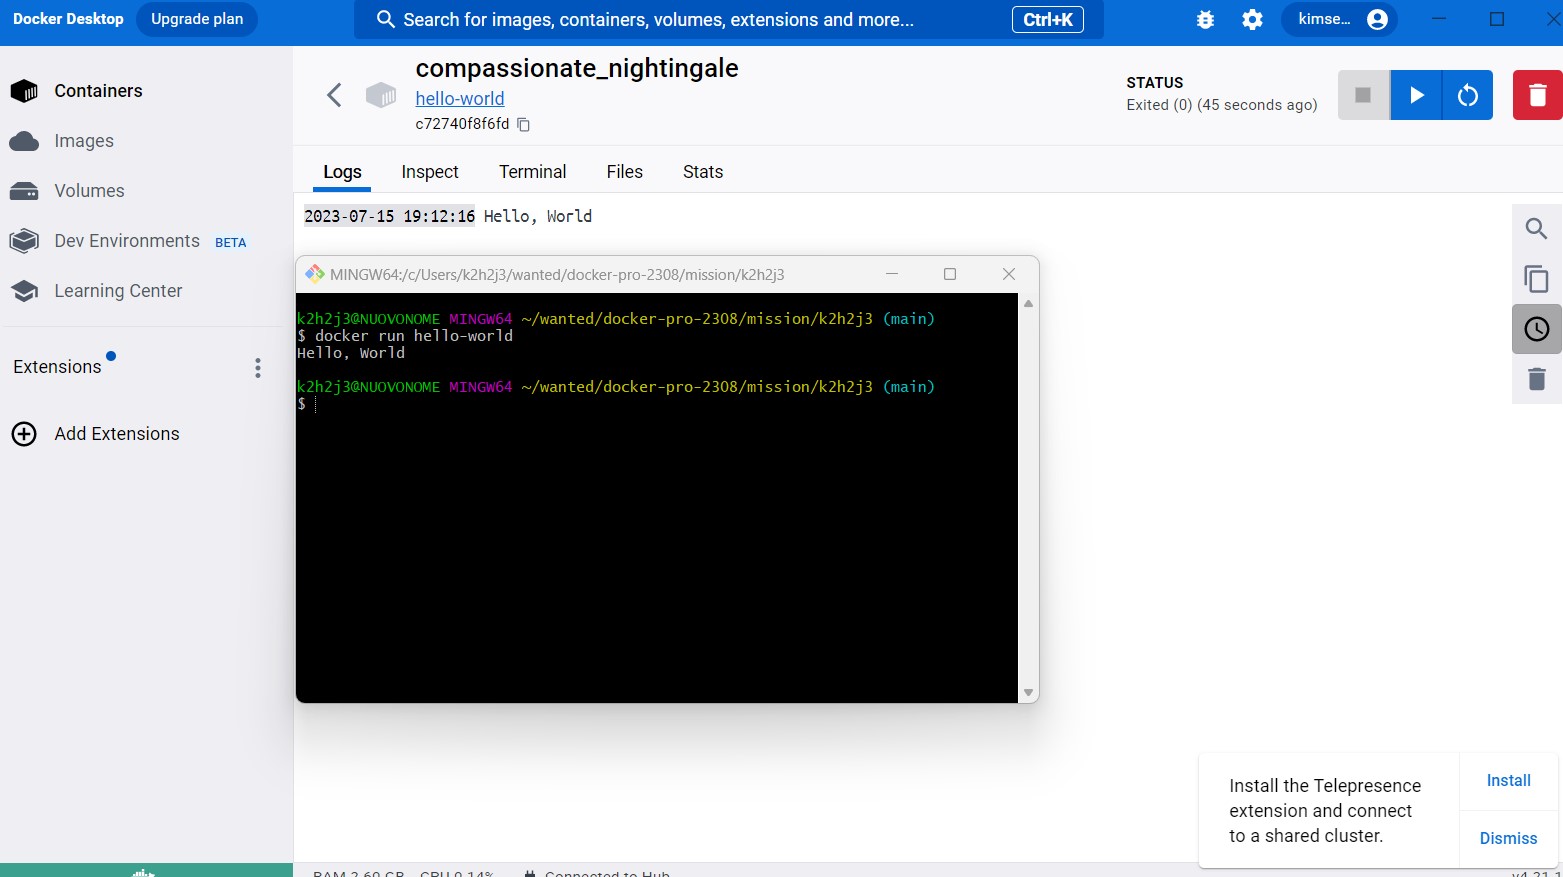 Docker Desktop
Upgrade plan
Search for images, containers, volumes, extensions and more...
Ctrl+K
kimse...
Containers
Images
Volumes
Dev Environments BETA
Learning Center
Extensions
Add Extensions
compassionate_nightingale
hello-world
c72740f8f6fd
STATUS
Exited (0) (45 seconds ago)
Logs Inspect Terminal Files Stats
2023-07-15 19:12:16 Hello, World
MINGW64:/c/Users/k2h2j3/wanted/docker-pro-2308/mission/k2h2j3
k2h2j3@NUOVONOME MINGW64 ~/wanted/docker-pro-2308/mission/k2h2j3 (main)
$ docker run hello-world
Hello, World
k2h2j3@NUOVONOME MINGW64 ~/wanted/docker-pro-2308/mission/k2h2j3 (main)
$
Install the Telepresence
extension and connect
to a shared cluster.
Install
Dismiss
RAM 2.60 GB CPU 0.14% Connected to Hub
v4.21.1